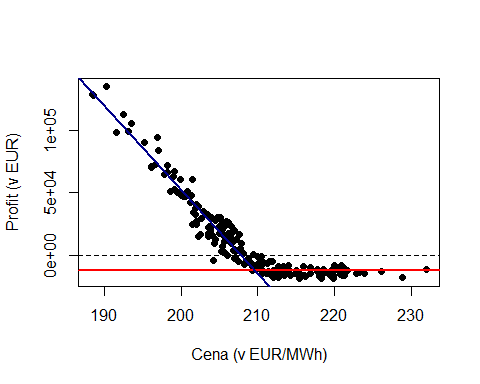 Profit (v EUR)
1e+05
5e+04
0e+00
190 200 210 220 230
Cena (v EUR/MWh)